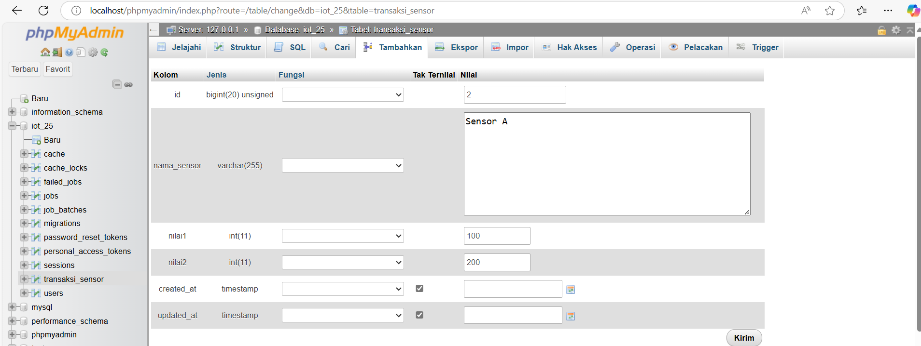 localhost/phpmyadmin/index.php?route=/table/change&db=iot_25&table=transaksi_sensor
phpMyAdmin
Terbaru Favorit
Baru
information_schema
iot_25
Baru
cache
cache_locks
failed_jobs
jobs
job_batches
migrations
password_reset_tokens
personal_access_tokens
sessions
transaksi_sensor
users
mysql
performance_schema
phpmyadmin
Server: 127.0.0.1 » Database: iot_25 » Tabel: transaksi_sensor
Jelajahi Struktur SQL Cari Tambahkan Ekspor Impor Hak Akses Operasi Pelacakan Trigger
Kolom Jenis Fungsi Tak Ternilai Nilai
id bigint(20) unsigned 2
nama_sensor varchar(255) Sensor A
nilai1 int(11) 100
nilai2 int(11) 200
created_at timestamp
updated_at timestamp
Kirim